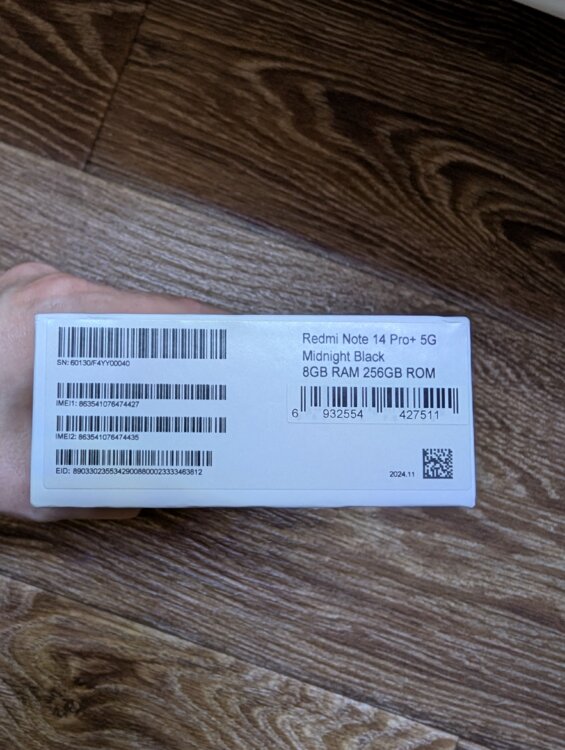 SN: 60130/F4YY00040
IMEI1: 863541076474427
IMEI2: 863541076474435
EID: 89033023553429008800023333463812
Redmi Note 14 Pro+ 5G
Midnight Black
8GB RAM 256GB ROM
6 932554 427511
2024.11